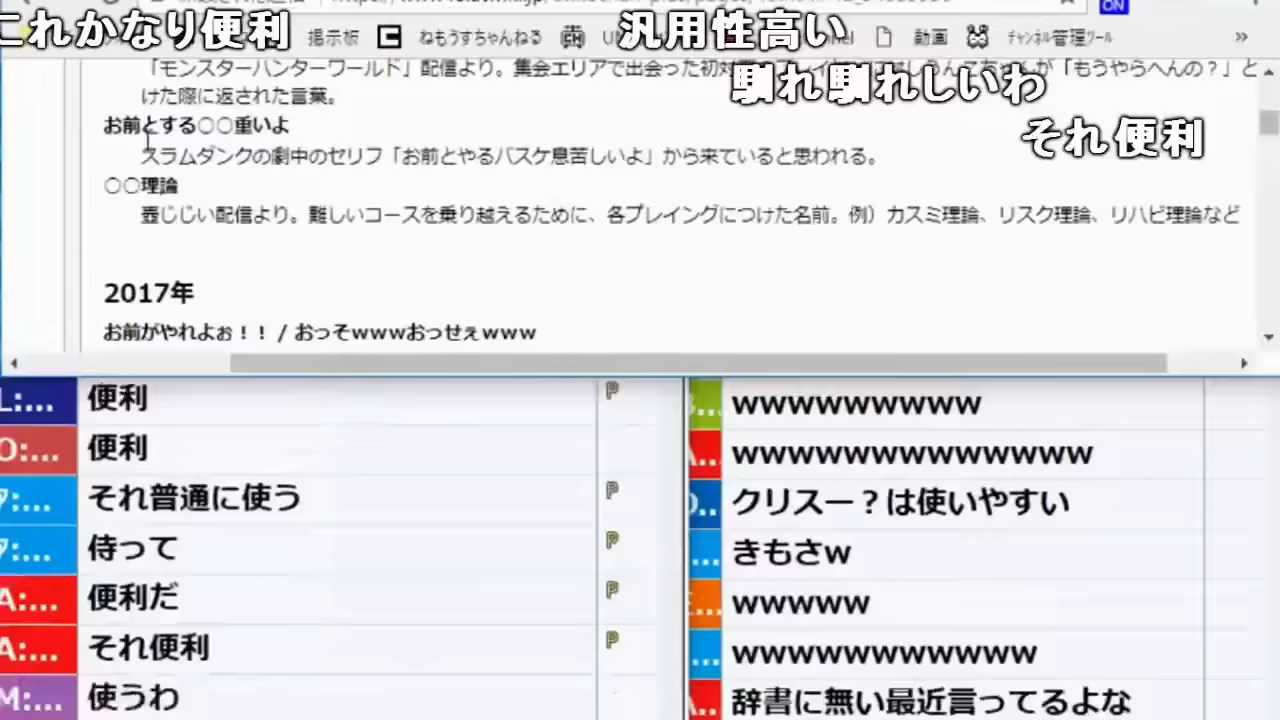 これかなり便利
汎用性高い
ON
掲示板
ねもうすちゃんねる
動画
チャンネル管理ツール
»
「モンスターハンターワールド」配信より。集会エリアで出会った初対
が「もうやらへんの？」と
馴れ馴れしいわ
けた際に返された言葉。
お前とする○○重いよ
それ便利
スラムダンクの劇中のセリフ「お前とやるバスケ息苦しいよ」から来ていると思われる。
○○理論
壺じじい配信より。難しいコースを乗り越えるために、各プレイングにつけた名前。例）カスミ理論、リスク理論、リハビ理論など
2017年
お前がやれよぉ！！ / おっそwwwおっせぇwww
L:... 便利 P
O:... 便利
ｱ:... それ普通に使う P
ｱ:... 待って P
A:... 便利だ P
A:... それ便利 P
M:... 使うわ
wwwwwwwww
wwwwwwwwwwwww
クリスー？は使いやすい
きもさw
wwwww
wwwwwwwwwww
辞書に無い最近言ってるよな